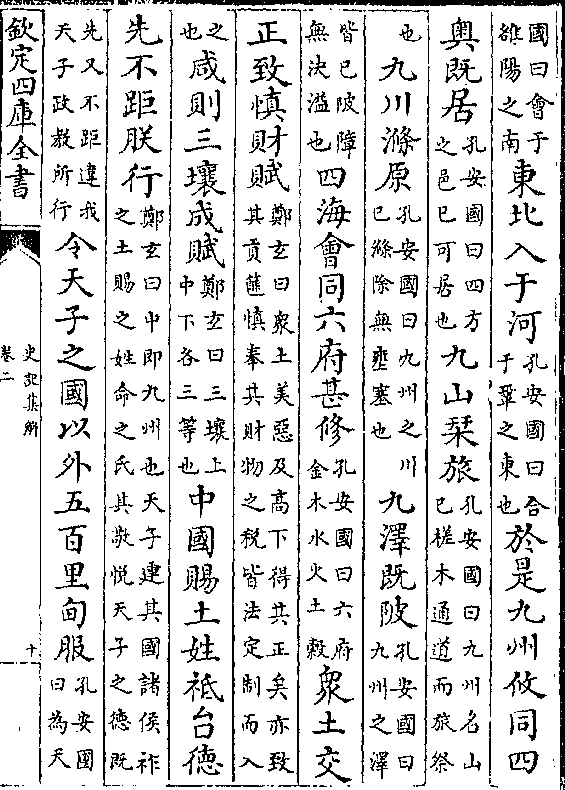 國曰會于雒陽之南東北入于河孔安國曰合于鞏之東也於是九州攸同四
奧既居孔安國曰四方之邑已可居也九山栞旅孔安國曰九州名山已槎木通道而旅祭
也九川滌原孔安國曰九州之川已滌除無壅塞也九澤既陂孔安國曰九州之澤
皆已陂障無決溢也四海會同六府甚修孔安國曰六府金木水火土穀衆土交
正致慎財賦鄭玄曰衆土美惡及高下得其正矣亦致其貢篚慎奉其財物之稅皆法定制而入
之也咸則三壤成賦鄭玄曰三壤上中下各三等也中國賜土姓祗台德
先不距朕行鄭玄曰中即九州也天子建其國諸侯祚之土賜之姓命之氏其敬悅天子之德既
先又不距違我天子政教所行令天子之國以外五百里甸服孔安國曰為天
欽定四庫全書
史記集解
卷二
十